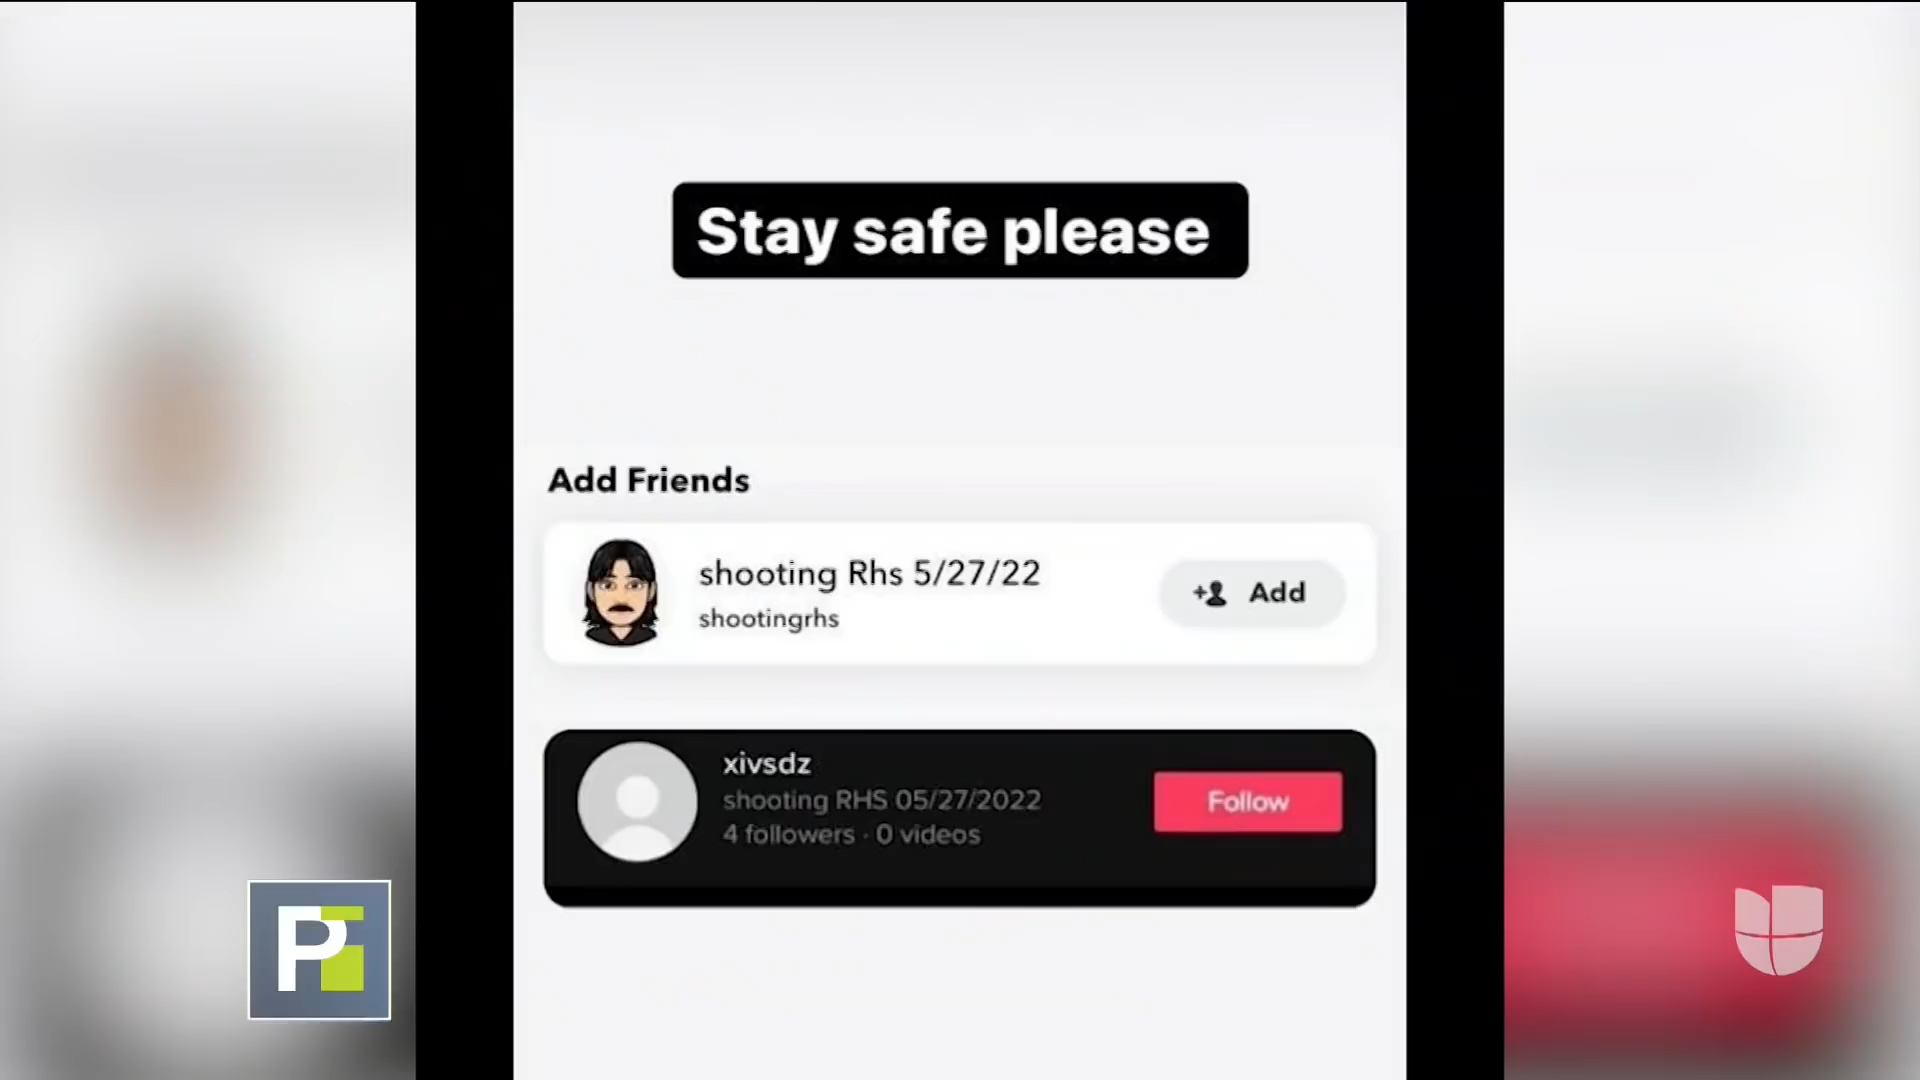 Stay safe please
Add Friends
shooting Rhs 5/27/22
shootingrhs
Add
xivsdz
shooting RHS 05/27/2022
4 followers · 0 videos
Follow
P